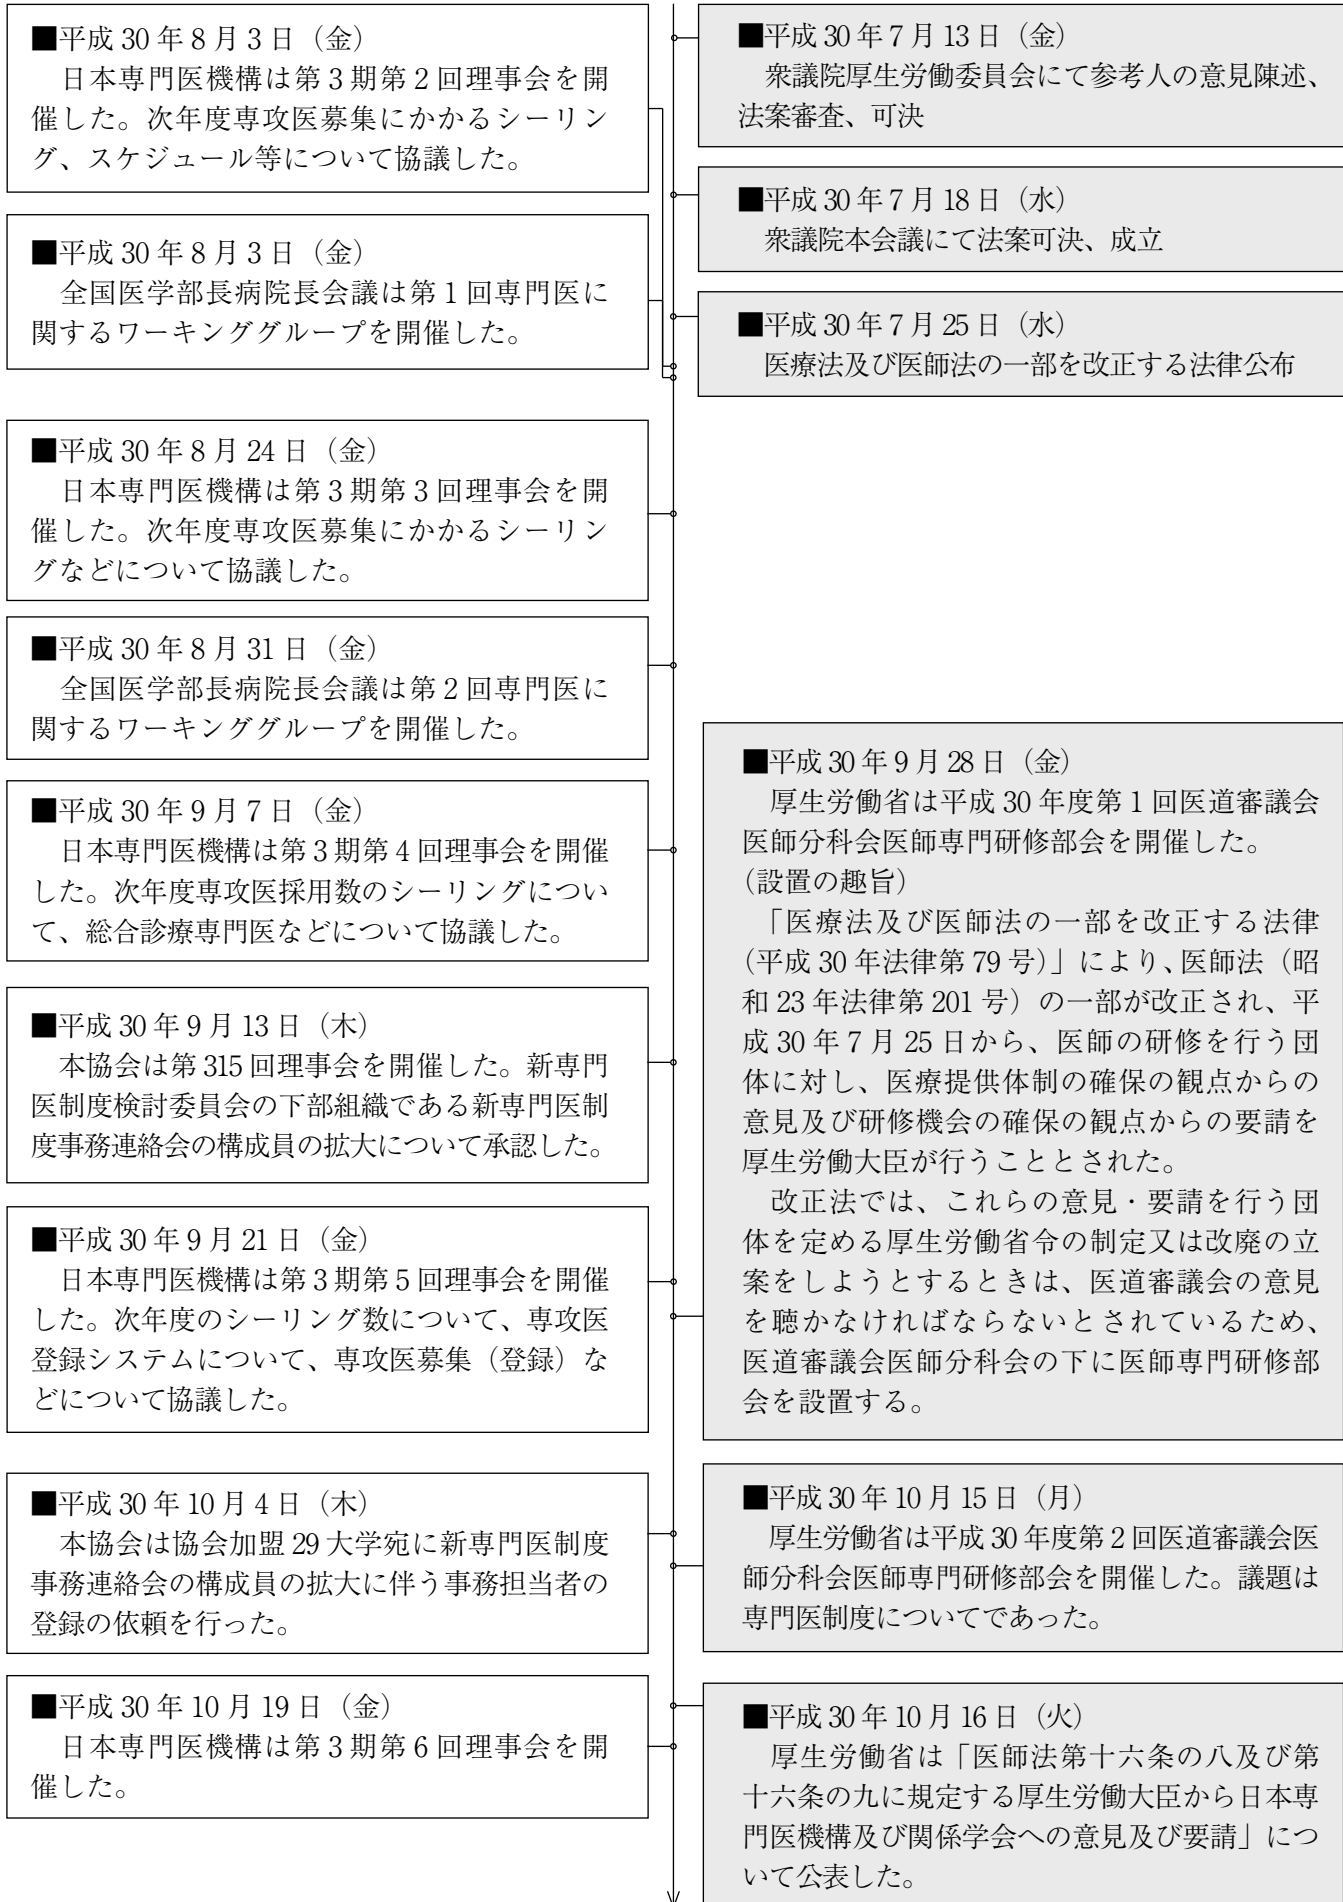 ■平成 30 年 8 月 3 日（金）
日本専門医機構は第 3 期第 2 回理事会を開
催した。次年度専攻医募集にかかるシーリン
グ、スケジュール等について協議した。
■平成 30 年 8 月 3 日（金）
全国医学部長病院長会議は第 1 回専門医に
関するワーキンググループを開催した。
■平成 30 年 8 月 24 日（金）
日本専門医機構は第 3 期第 3 回理事会を開
催した。次年度専攻医募集にかかるシーリン
グなどについて協議した。
■平成 30 年 8 月 31 日（金）
全国医学部長病院長会議は第 2 回専門医に
関するワーキンググループを開催した。
■平成 30 年 9 月 7 日（金）
日本専門医機構は第 3 期第 4 回理事会を開催
した。次年度専攻医採用数のシーリングについ
て、総合診療専門医などについて協議した。
■平成 30 年 9 月 13 日（木）
本協会は第 315 回理事会を開催した。新専門
医制度検討委員会の下部組織である新専門医制
度事務連絡会の構成員の拡大について承認した。
■平成 30 年 9 月 21 日（金）
日本専門医機構は第 3 期第 5 回理事会を開催
した。次年度のシーリング数について、専攻医
登録システムについて、専攻医募集（登録）な
どについて協議した。
■平成 30 年 10 月 4 日（木）
本協会は協会加盟 29 大学宛に新専門医制度
事務連絡会の構成員の拡大に伴う事務担当者の
登録の依頼を行った。
■平成 30 年 10 月 19 日（金）
日本専門医機構は第 3 期第 6 回理事会を開
催した。
■平成 30 年 7 月 13 日（金）
衆議院厚生労働委員会にて参考人の意見陳述、
法案審査、可決
■平成 30 年 7 月 18 日（水）
衆議院本会議にて法案可決、成立
■平成 30 年 7 月 25 日（水）
医療法及び医師法の一部を改正する法律公布
■平成 30 年 9 月 28 日（金）
厚生労働省は平成 30 年度第 1 回医道審議会
医師分科会医師専門研修部会を開催した。
（設置の趣旨）
「医療法及び医師法の一部を改正する法律
（平成 30 年法律第 79 号）」により、医師法（昭
和 23 年法律第 201 号）の一部が改正され、平
成 30 年 7 月 25 日から、医師の研修を行う団
体に対し、医療提供体制の確保の観点からの
意見及び研修機会の確保の観点からの要請を
厚生労働大臣が行うこととされた。
改正法では、これらの意見・要請を行う団
体を定める厚生労働省令の制定又は改廃の立
案をしようとするときは、医道審議会の意見
を聴かなければならないとされているため、
医道審議会医師分科会の下に医師専門研修部
会を設置する。
■平成 30 年 10 月 15 日（月）
厚生労働省は平成 30 年度第 2 回医道審議会医
師分科会医師専門研修部会を開催した。議題は
専門医制度についてであった。
■平成 30 年 10 月 16 日（火）
厚生労働省は「医師法第十六条の八及び第
十六条の九に規定する厚生労働大臣から日本専
門医機構及び関係学会への意見及び要請」につ
いて公表した。